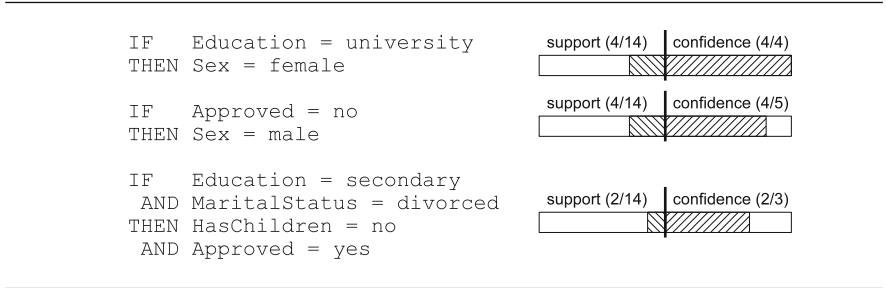 IF Education = university
THEN Sex = female
support (4/14) confidence (4/4)
IF Approved = no
THEN Sex = male
support (4/14) confidence (4/5)
IF Education = secondary
AND MaritalStatus = divorced
THEN HasChildren = no
AND Approved = yes
support (2/14) confidence (2/3)